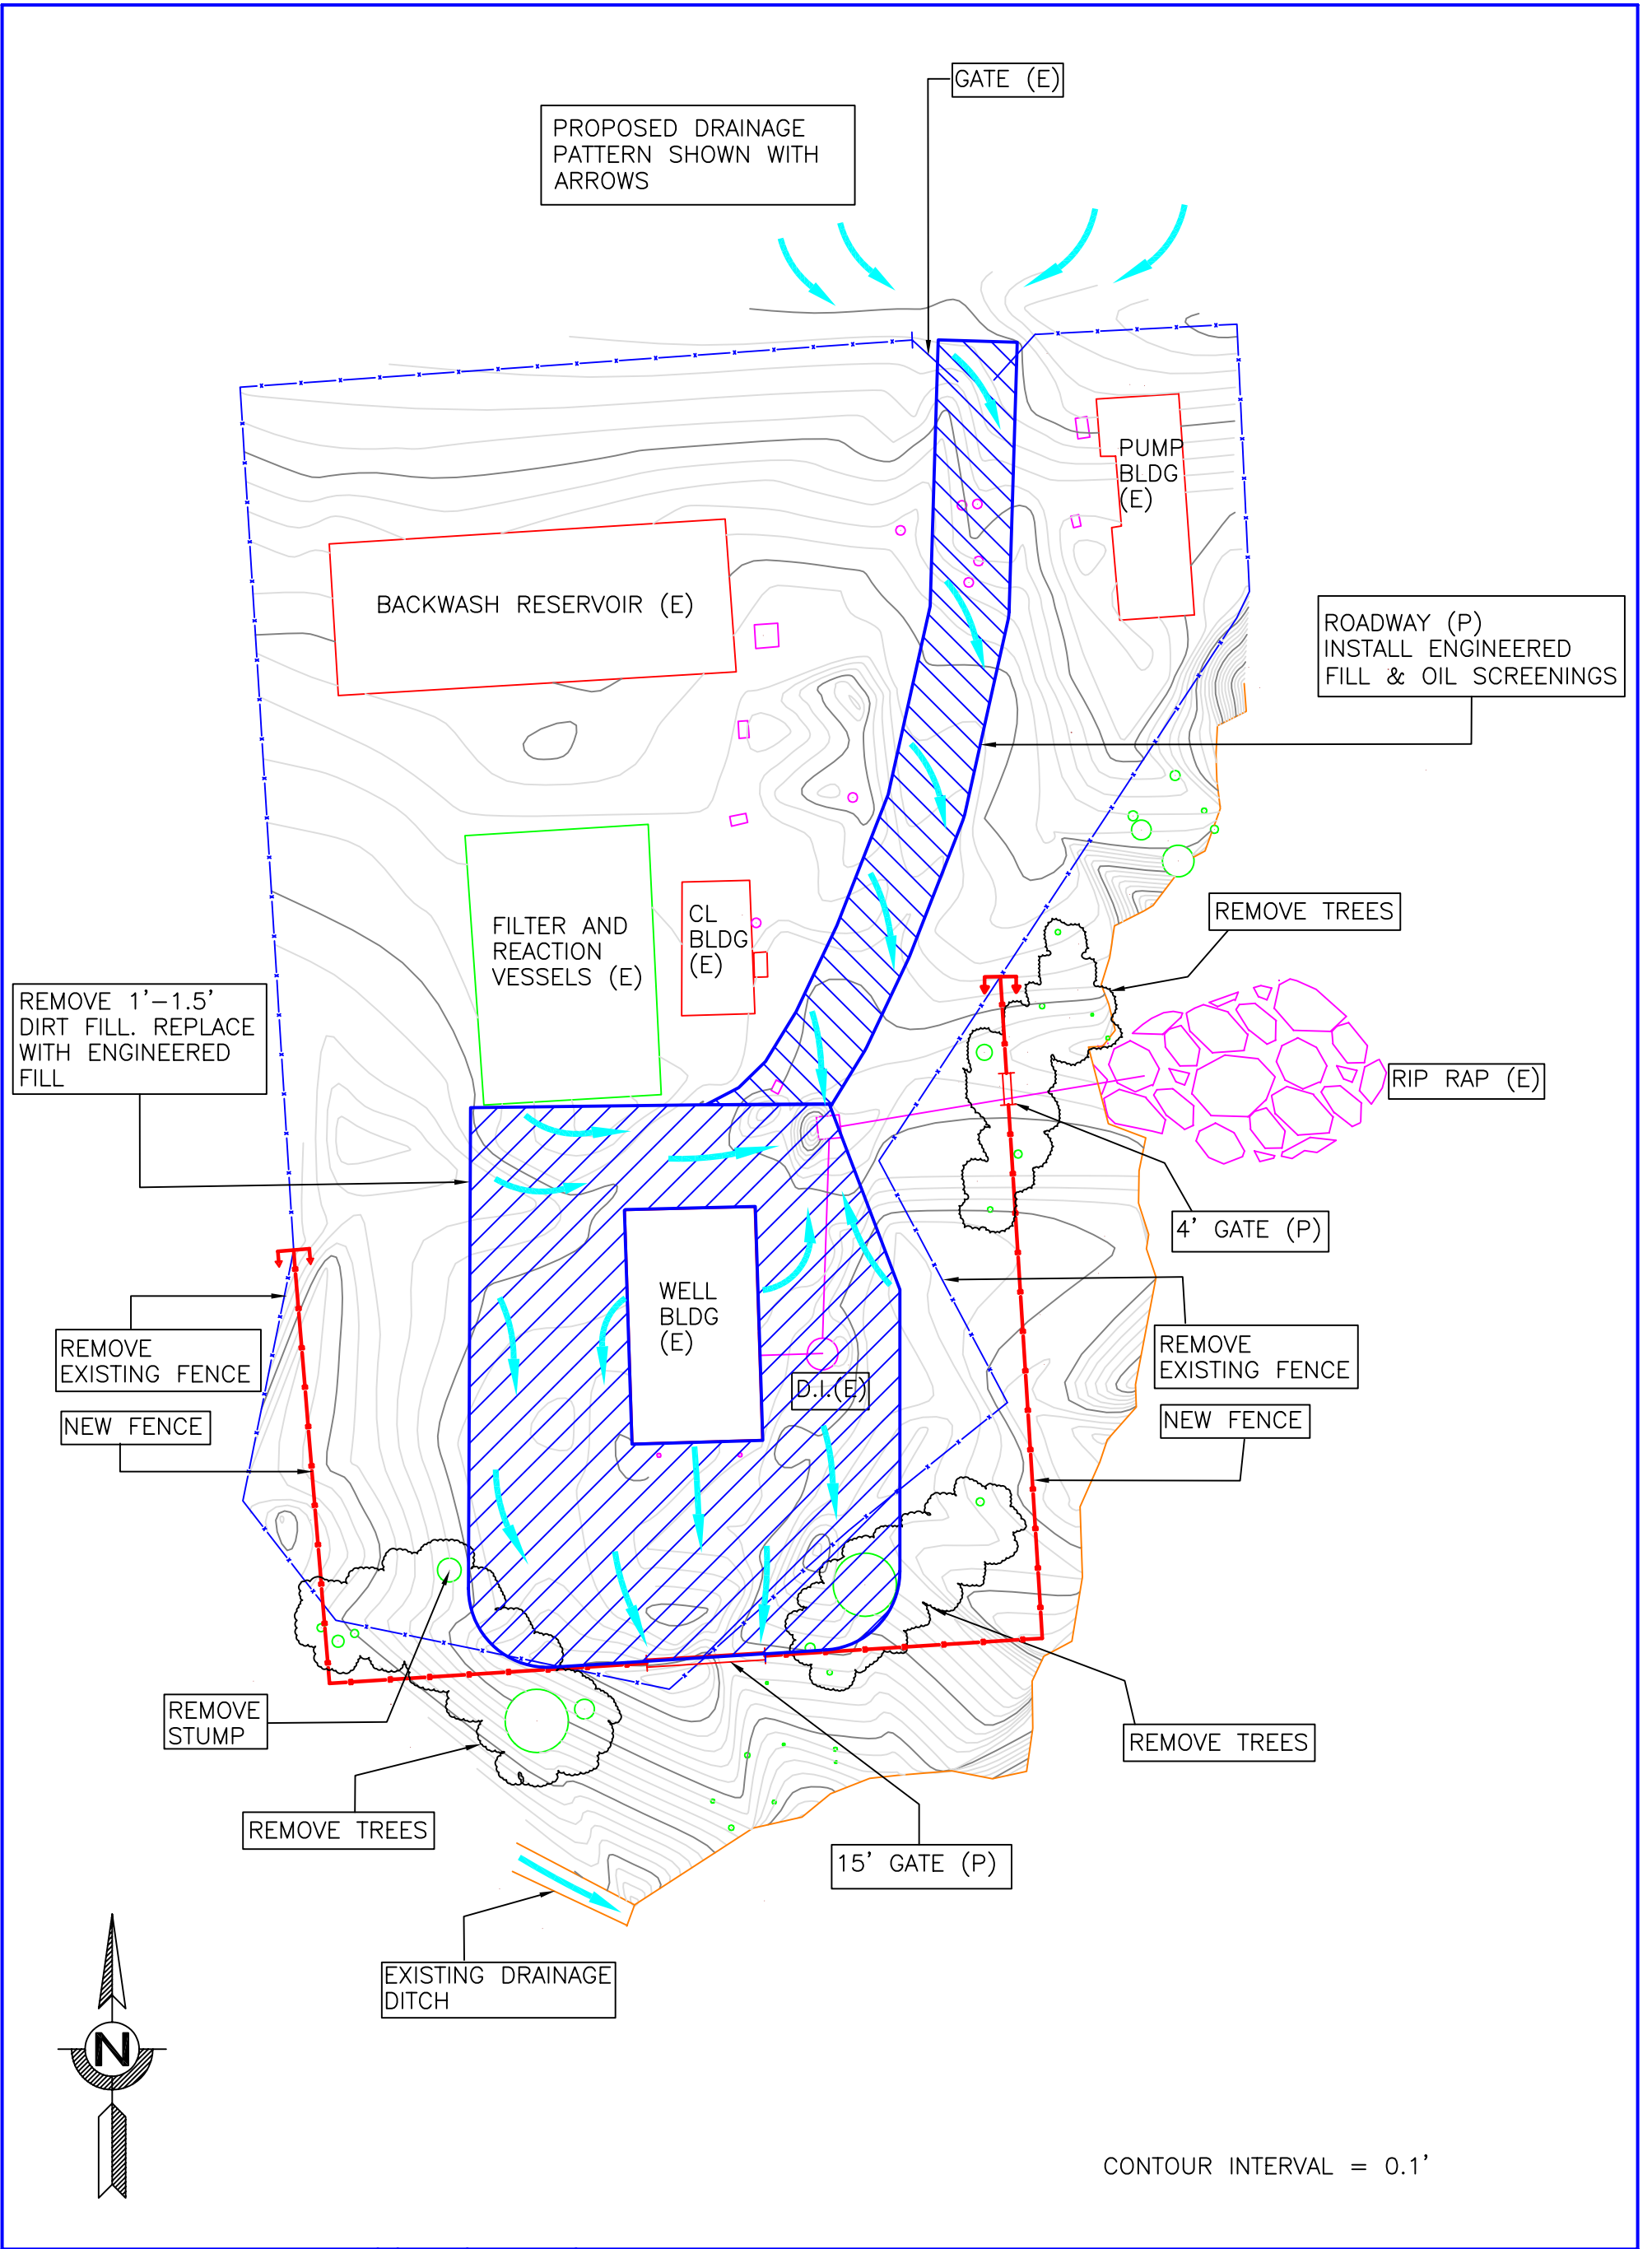 GATE (E)
PROPOSED DRAINAGE
PATTERN SHOWN WITH
ARROWS
PUMP
BLDG
(E)
BACKWASH RESERVOIR (E)
ROADWAY (P)
INSTALL ENGINEERED
FILL & OIL SCREENINGS
REMOVE TREES
CL
BLDG
(E)
FILTER AND
REACTION
VESSELS (E)
REMOVE 1'-1.5'
DIRT FILL. REPLACE
WITH ENGINEERED
FILL
RIP RAP (E)
4' GATE (P)
WELL
BLDG
(E)
REMOVE
EXISTING FENCE
REMOVE
EXISTING FENCE
D.I.(E)
NEW FENCE
NEW FENCE
REMOVE
STUMP
REMOVE TREES
REMOVE TREES
15' GATE (P)
EXISTING DRAINAGE
DITCH
N
CONTOUR INTERVAL = 0.1'